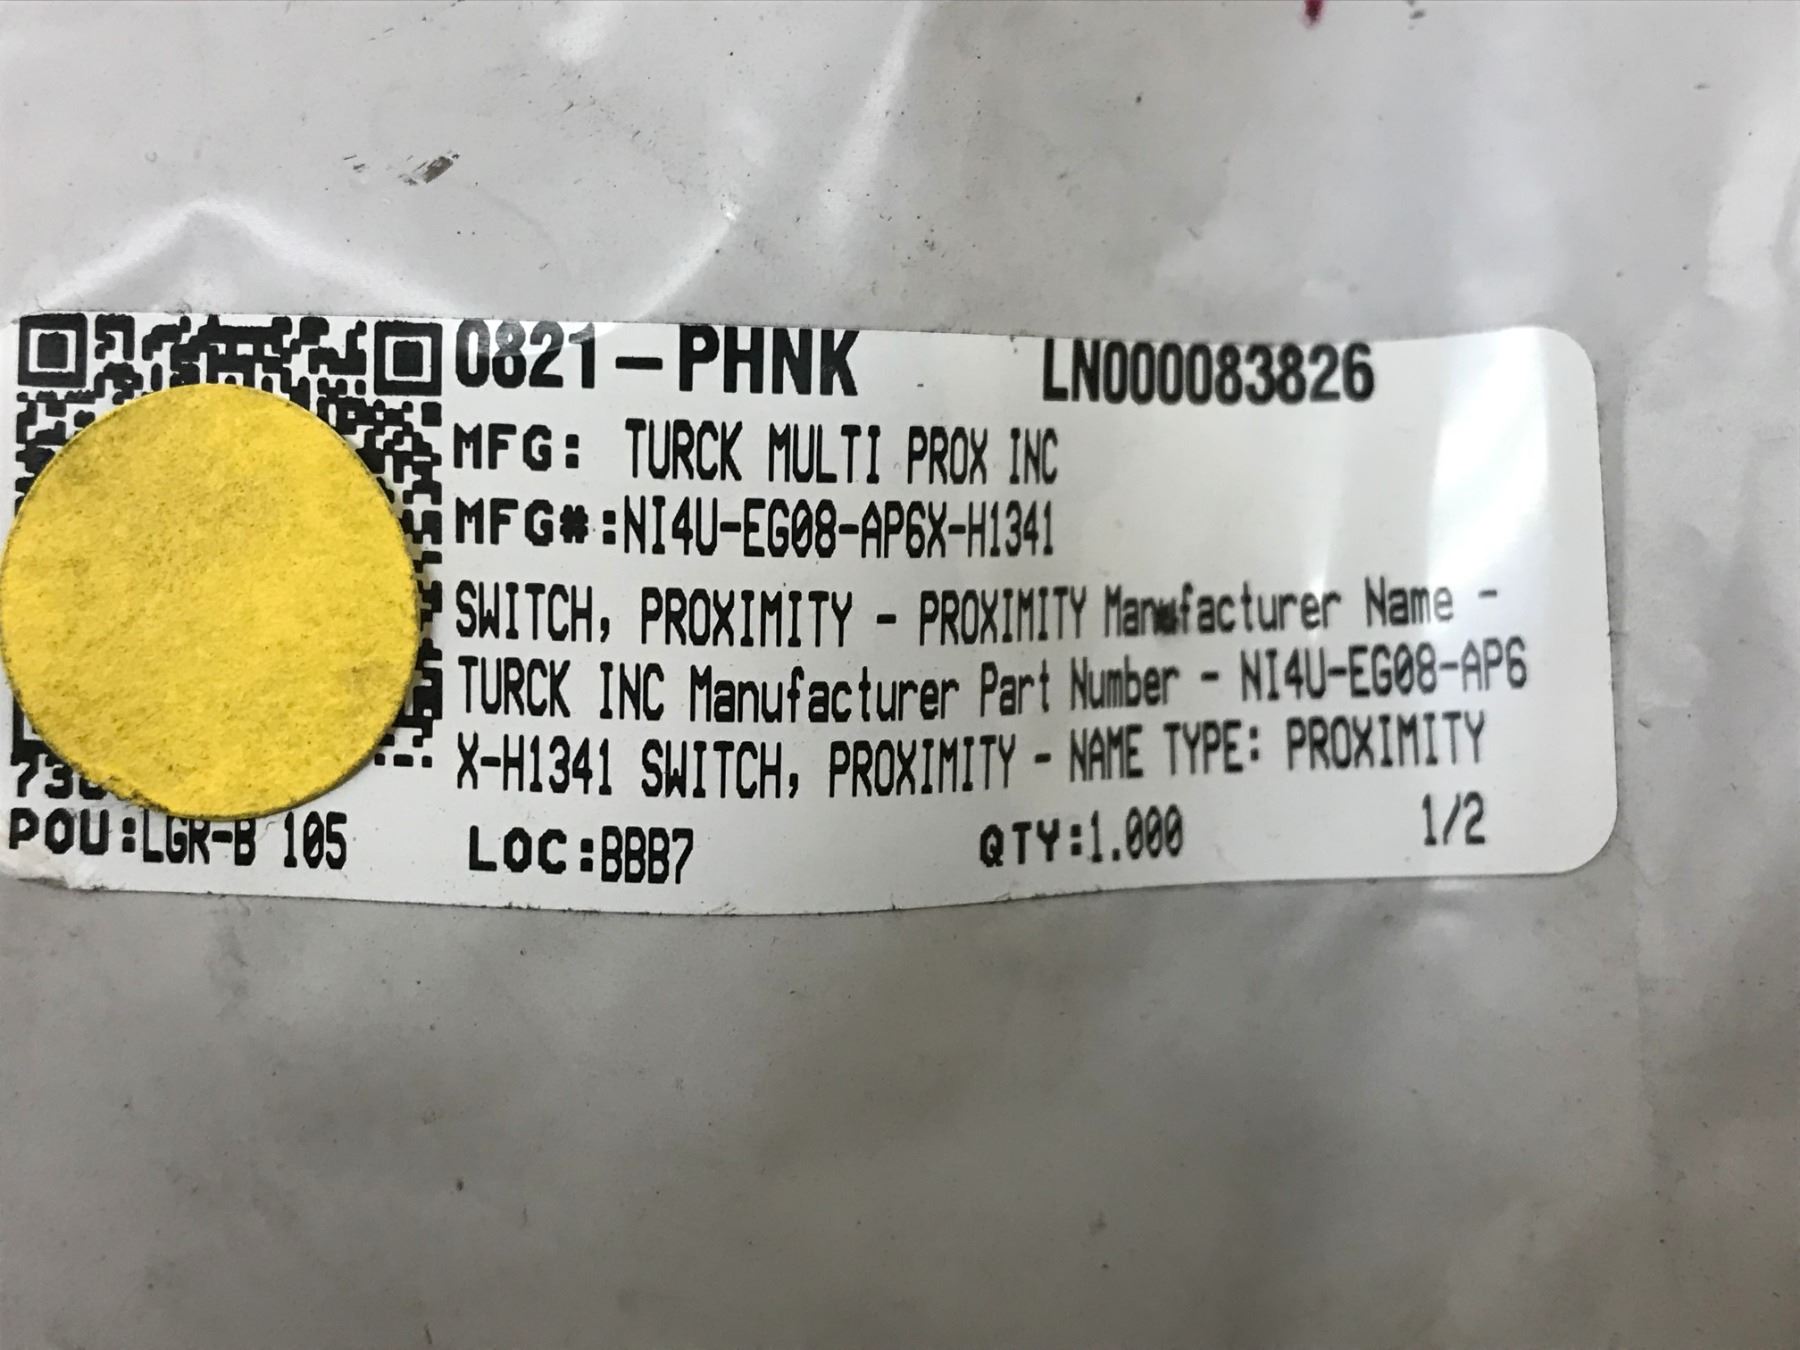 0821-PHNK LN000083826
MFG: TURCK MULTI PROX INC
MFG#:NI4U-EG08-AP6X-H1341
SWITCH, PROXIMITY - PROXIMITY Manufacturer Name -
TURCK INC Manufacturer Part Number - NI4U-EG08-AP6
X-H1341 SWITCH, PROXIMITY - NAME TYPE: PROXIMITY
POU:LGR-B 105 LOC:BBB7 QTY:1.000 1/2